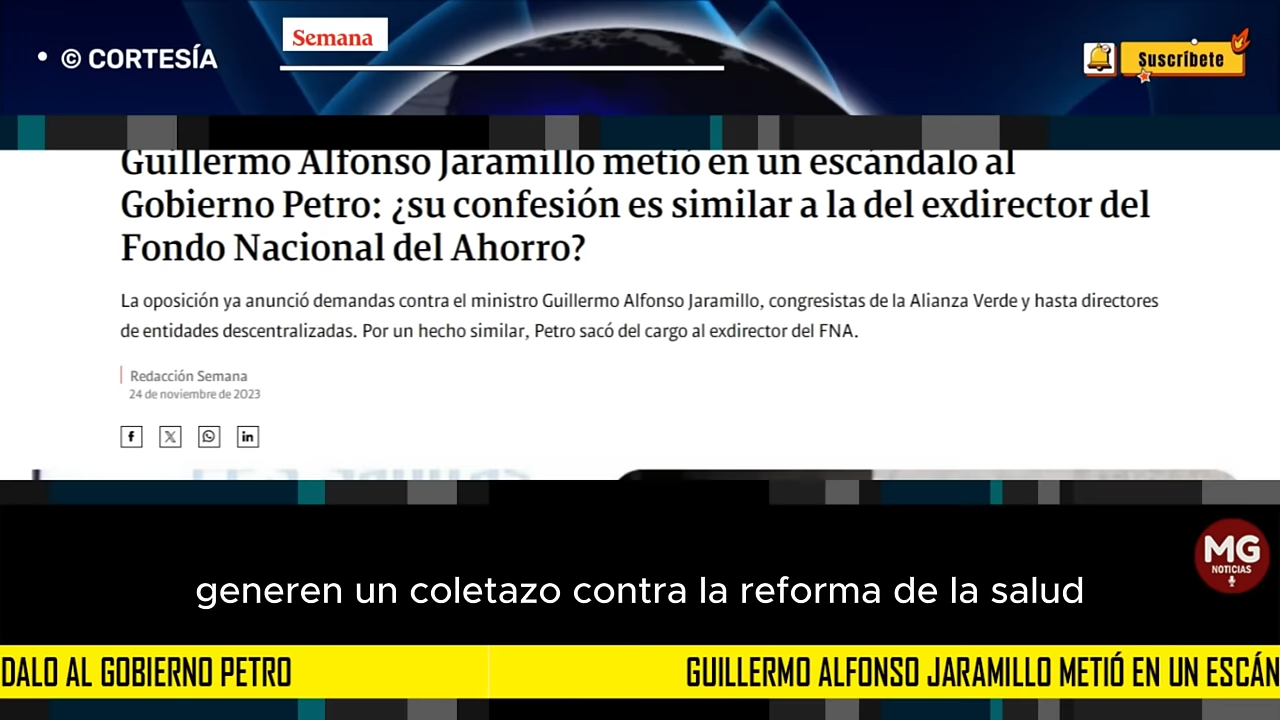 • © CORTESÍA
Semana
Suscríbete
Guillermo Alfonso Jaramillo metió en un escándalo al
Gobierno Petro: ¿su confesión es similar a la del exdirector del
Fondo Nacional del Ahorro?
La oposición ya anunció demandas contra el ministro Guillermo Alfonso Jaramillo, congresistas de la Alianza Verde y hasta directores
de entidades descentralizadas. Por un hecho similar, Petro sacó del cargo al exdirector del FNA.
Redacción Semana
24 de noviembre de 2023
MG
NOTICIAS
generen un coletazo contra la reforma de la salud
DALO AL GOBIERNO PETRO
GUILLERMO ALFONSO JARAMILLO METIÓ EN UN ESCÁN